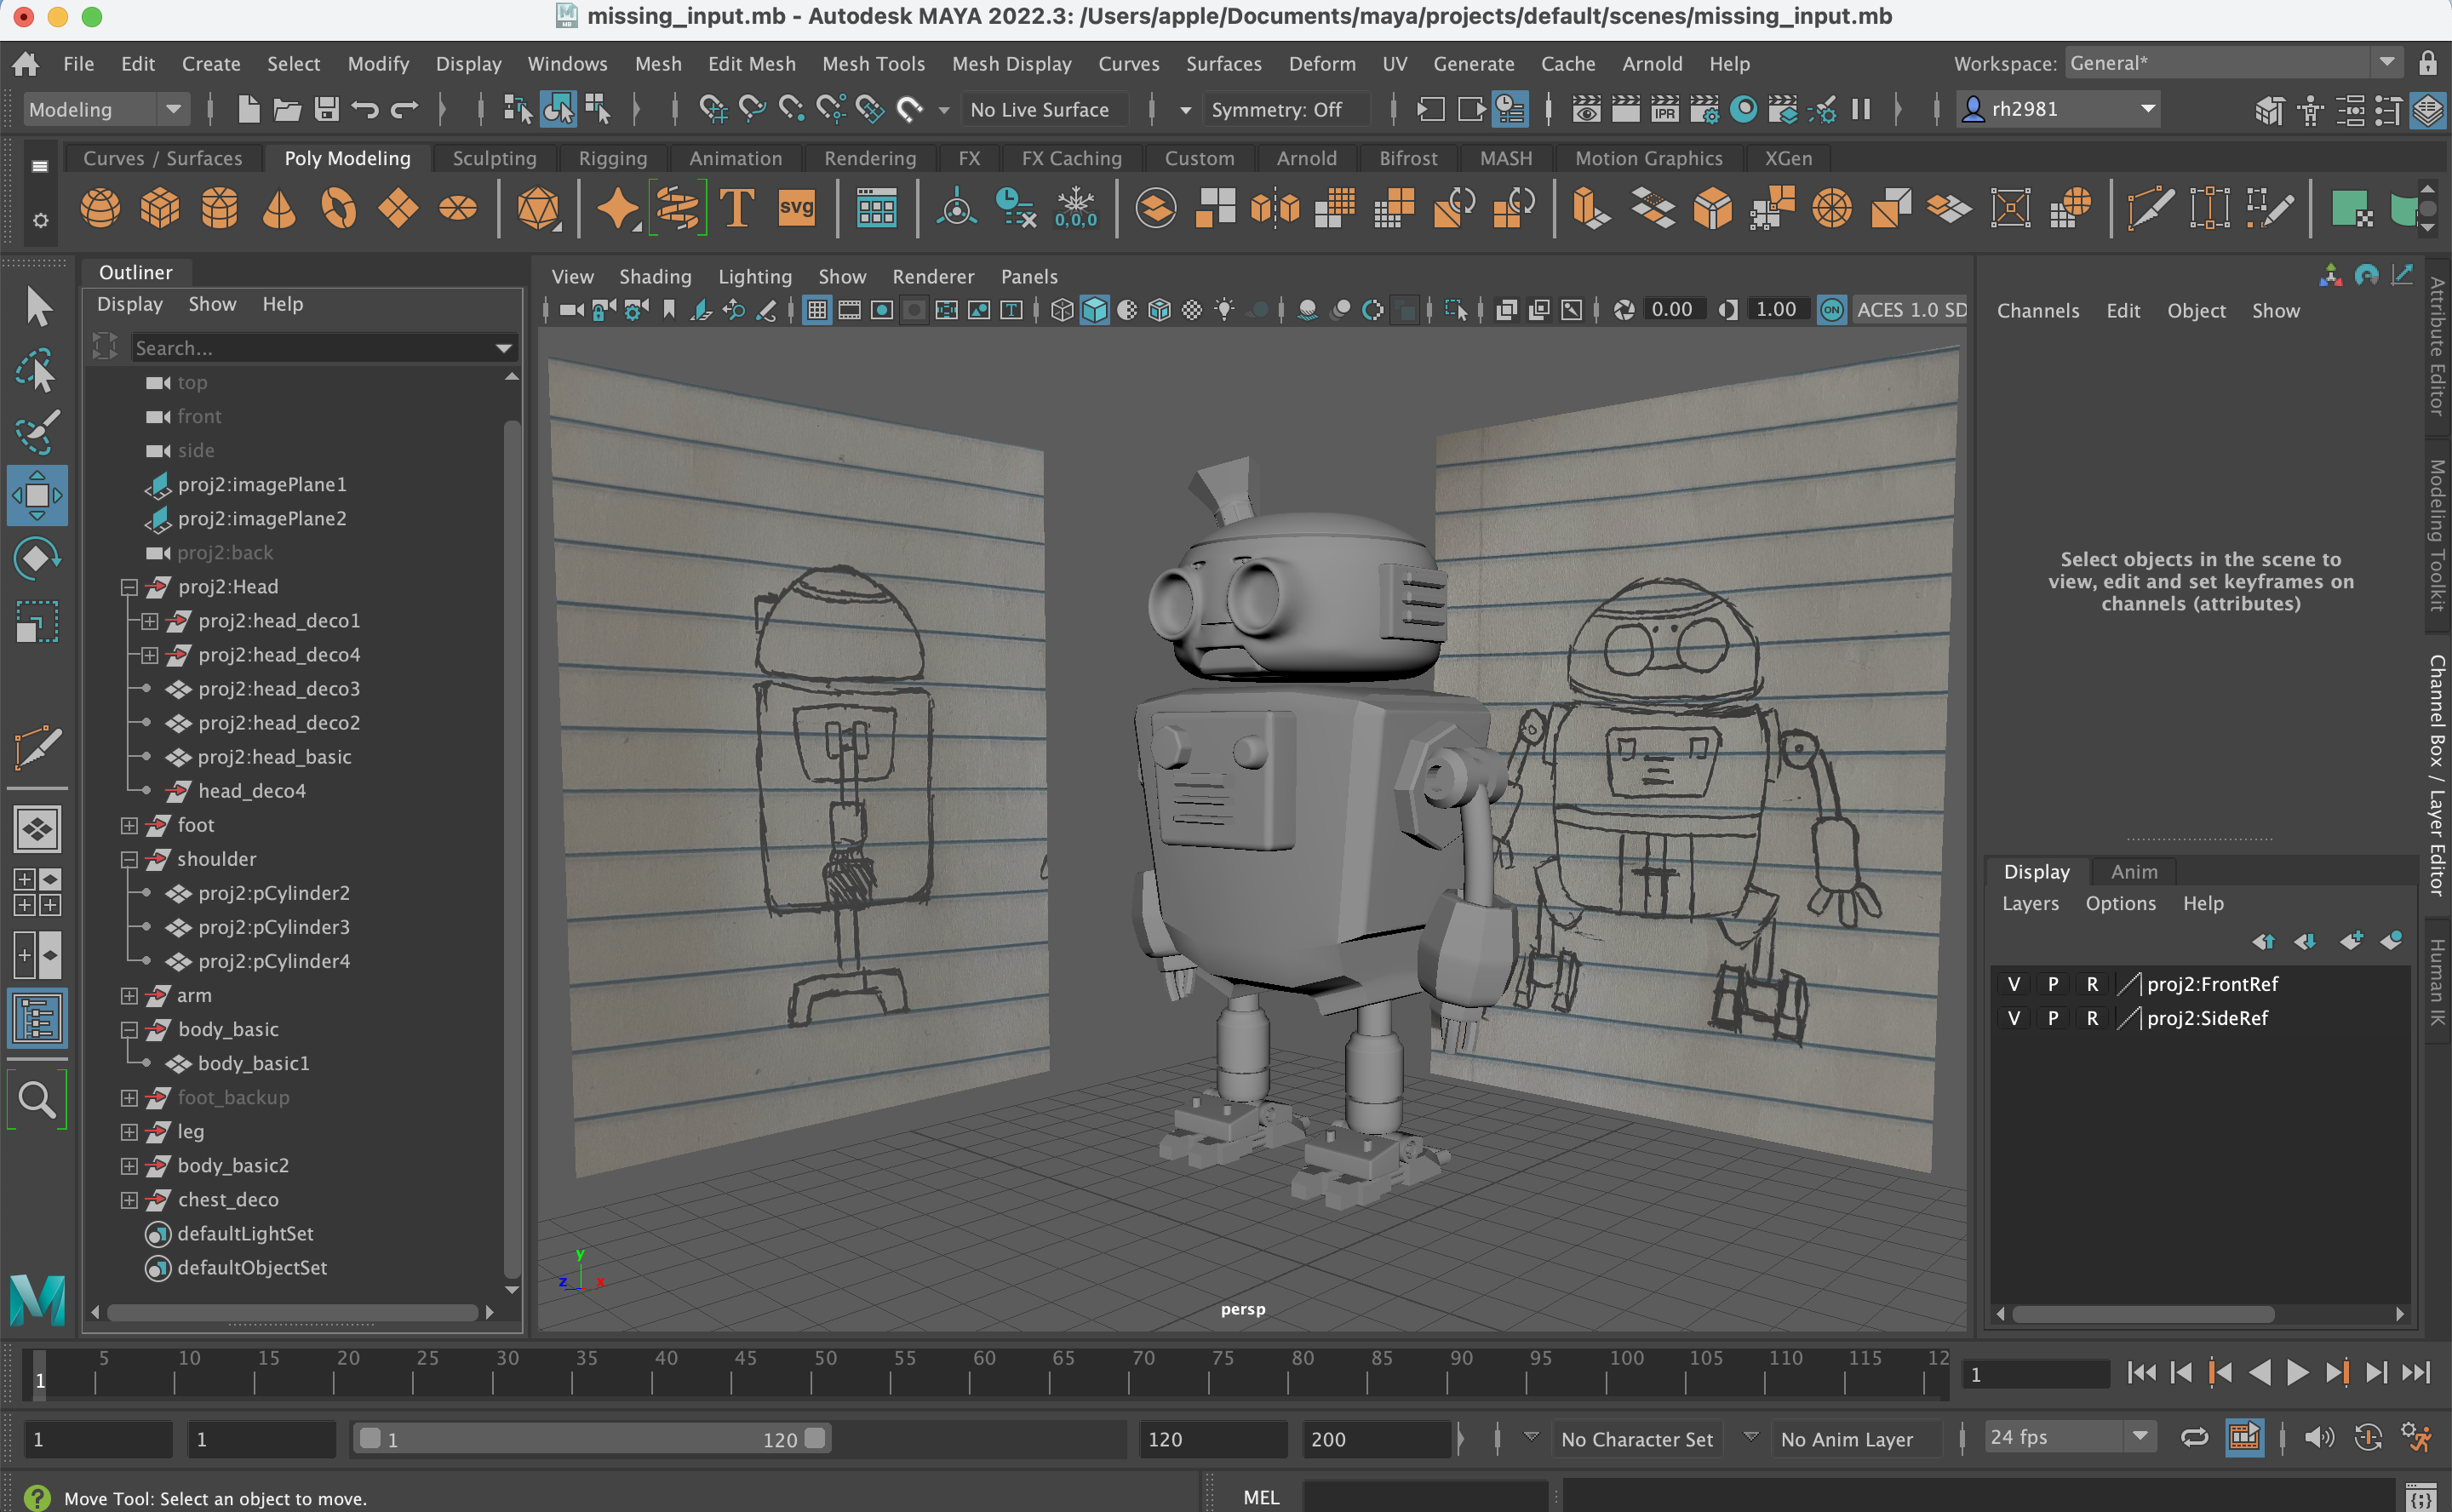 missing_input.mb - Autodesk MAYA 2022.3: /Users/apple/Documents/maya/projects/default/scenes/missing_input.mb
File Edit Create Select Modify Display Windows Mesh Edit Mesh Mesh Tools Mesh Display Curves Surfaces Deform UV Generate Cache Arnold Help Workspace: General*
Modeling No Live Surface Symmetry: Off IPR rh2981
Curves / Surfaces Poly Modeling Sculpting Rigging Animation Rendering FX FX Caching Custom Arnold Bifrost MASH Motion Graphics XGen
T svg 0,0,0
Outliner
Display Show Help
Search...
top
front
side
proj2:imagePlane1
proj2:imagePlane2
proj2:back
proj2:Head
proj2:head_deco1
proj2:head_deco4
proj2:head_deco3
proj2:head_deco2
proj2:head_basic
head_deco4
foot
shoulder
proj2:pCylinder2
proj2:pCylinder3
proj2:pCylinder4
arm
body_basic
body_basic1
foot_backup
leg
body_basic2
chest_deco
defaultLightSet
defaultObjectSet
View Shading Lighting Show Renderer Panels
0.00 1.00 ON ACES 1.0 SD
y
z x
persp
Channels Edit Object Show
Select objects in the scene to
view, edit and set keyframes on
channels (attributes)
Display Anim
Layers Options Help
V P R proj2:FrontRef
V P R proj2:SideRef
Attribute Editor
Modeling Toolkit
Channel Box / Layer Editor
Human IK
1 5 10 15 20 25 30 35 40 45 50 55 60 65 70 75 80 85 90 95 100 105 110 115 12 1
1 1 1 120 120 200 No Character Set No Anim Layer 24 fps
Move Tool: Select an object to move. MEL